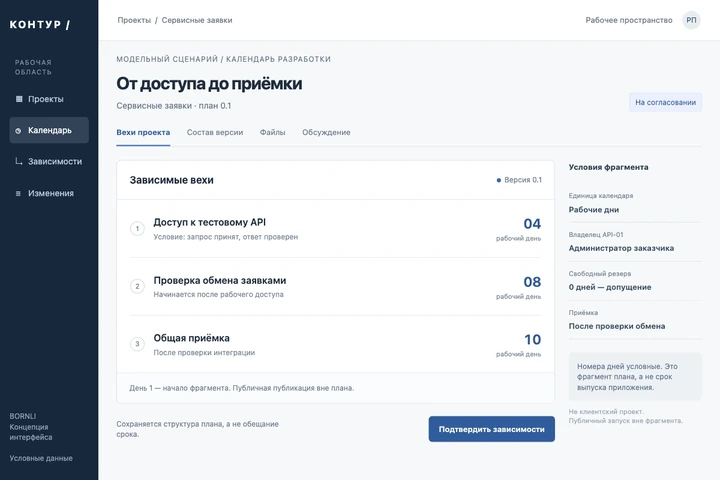 КОНТУР /
РАБОЧАЯ
ОБЛАСТЬ
Проекты
Календарь
Зависимости
Изменения
BORNLI
Концепция
интерфейса
Условные данные
Проекты / Сервисные заявки
Рабочее пространство РП
МОДЕЛЬНЫЙ СЦЕНАРИЙ / КАЛЕНДАРЬ РАЗРАБОТКИ
От доступа до приёмки
Сервисные заявки · план 0.1
На согласовании
Вехи проекта Состав версии Файлы Обсуждение
Зависимые вехи
Версия 0.1
1 Доступ к тестовому API 04
Условие: запрос принят, ответ проверен рабочий день
2 Проверка обмена заявками 08
Начинается после рабочего доступа рабочий день
3 Общая приёмка 10
После проверки интеграции рабочий день
День 1 — начало фрагмента. Публичная публикация вне плана.
Сохраняется структура плана, а не обещание
срока.
Подтвердить зависимости
Условия фрагмента
Единица календаря
Рабочие дни
Владелец API-01
Администратор заказчика
Свободный резерв
0 дней — допущение
Приёмка
После проверки обмена
Номера дней условные. Это
фрагмент плана, а не срок
выпуска приложения.
Не клиентский проект.
Публичный запуск вне фрагмента.